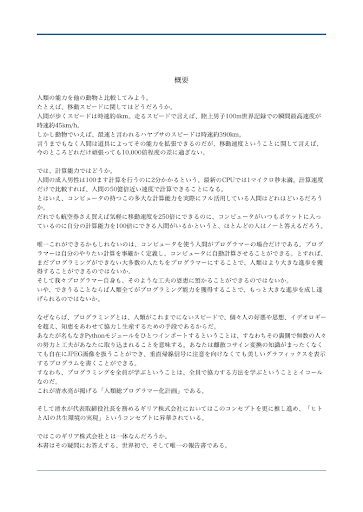 概要
人類の能力を他の動物と比較してみよう。
たとえば、移動スピードに関してはどうだろうか。
人間が歩くスピードは時速約4km、走るスピードで言えば、陸上男子100m世界記録での瞬間最高速度が
時速約45km/h。
しかし動物でいえば、最速と言われるハヤブサのスピードは時速約390km。
言うまでもなく人間は道具によってその能力を拡張できるのだが、移動速度ということに関して言えば、
今のところどれだけ頑張っても10,000倍程度の差に過ぎない。
では、計算能力ではどうか。
人間の成人男性は100ます計算を行うのに2分かかるという。最新のCPUでは1マイクロ秒未満。計算速度
だけで比較すれば、人間の50億倍近い速度で計算できることになる。
とはいえ、コンピュータの持つこの多大な計算能力を実際にフル活用している人間はどれほどいるだろう
か。
だれでも航空券さえ買えば気軽に移動速度を250倍にできるのに、コンピュータがいつもポケットに入っ
ているのに自分の計算能力を100倍にできる人間がいるかというと、ほとんどの人はノーと答えるだろう。
唯一これができるかもしれないのは、コンピュータを使う人間がプログラマーの場合だけである。プログ
ラマーは自分のやりたい計算を事細かく定義し、コンピュータに自動計算させることができる。とすれば、
まだプログラミングができない大多数の人たちをプログラマーにすることで、人類はより大きな進歩を獲
得することができるのではないか。
そして我々プログラマー自身も、そのような工夫の恩恵に預かることができるのではないか。
いや、できうることならば人類全てがプログラミング能力を獲得することで、もっと大きな進歩を成し遂
げられるのではないか。
なぜならば、プログラミングとは、人類がこれまでにないスピードで、個々人の好悪や思想、イデオロギー
を超え、知恵をあわせて協力し生産するための手段であるからだ。
あなたが名もなきPythonモジュールをひとつインポートするということは、すなわちその裏側で無数の人々
の努力と工夫があなたに取り込まれることを意味する。あなたは離散コサイン変換の知識がまったくなく
ても自在にJPEG画像を扱うことができ、垂直帰線信号に注意を向けなくても美しいグラフィックスを表示
するプログラムを書くことができる。
すなわち、プログラミングを全員が学ぶということは、全員で協力する方法を学ぶということとイコール
なのだ。
これが清水亮が掲げる「人類総プログラマー化計画」である。
そして清水が代表取締役社長を務めるギリア株式会社においてはこのコンセプトを更に推し進め、「ヒト
とAIの共生環境の実現」というコンセプトに昇華されている。
ではこのギリア株式会社とは一体なんだろうか。
本書はその疑問にお答えする、世界初で、そして唯一の報告書である。